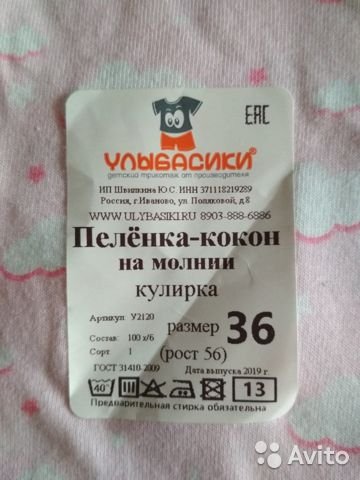 EAC
УЛЫБАСИКИ®
детский трикотаж от производителя
ИП Швяпкина Ю.С. ИНН 371118219289
Россия, г.Иваново, ул. Поляковой, д.8
WWW.ULYBASIKI.RU 8903-888-6886
Пелёнка-кокон
на молнии
кулирка
Артикул У2120
размер 36
Состав 100 х/б
Сорт 1
(рост 56)
ГОСТ 31410-2009 Дата выпуска 2019 г.
40° 13
Предварительная стирка обязательна
Avito